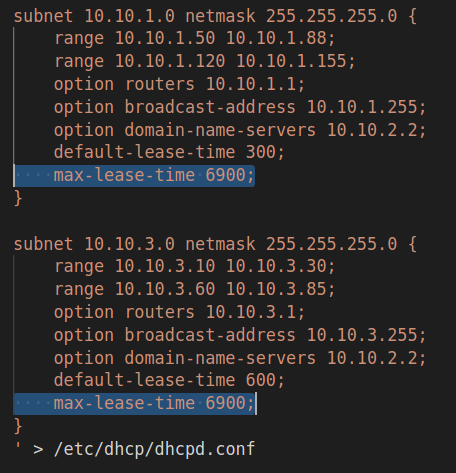 subnet 10.10.1.0 netmask 255.255.255.0 {
    range 10.10.1.50 10.10.1.88;
    range 10.10.1.120 10.10.1.155;
    option routers 10.10.1.1;
    option broadcast-address 10.10.1.255;
    option domain-name-servers 10.10.2.2;
    default-lease-time 300;
    max-lease-time 6900;
}

subnet 10.10.3.0 netmask 255.255.255.0 {
    range 10.10.3.10 10.10.3.30;
    range 10.10.3.60 10.10.3.85;
    option routers 10.10.3.1;
    option broadcast-address 10.10.3.255;
    option domain-name-servers 10.10.2.2;
    default-lease-time 600;
    max-lease-time 6900;
}
' > /etc/dhcp/dhcpd.conf